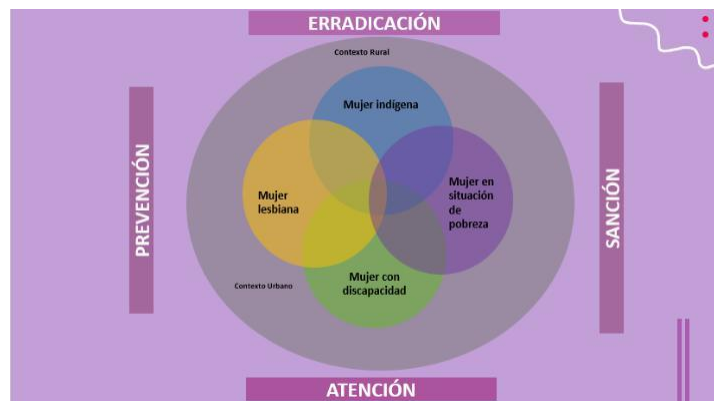 ERRADICACIÓN
Contexto Rural
Mujer indígena
PREVENCIÓN
Mujer
lesbiana
Mujer en
situación
de
pobreza
SANCIÓN
Mujer con
discapacidad
Contexto Urbano
ATENCIÓN